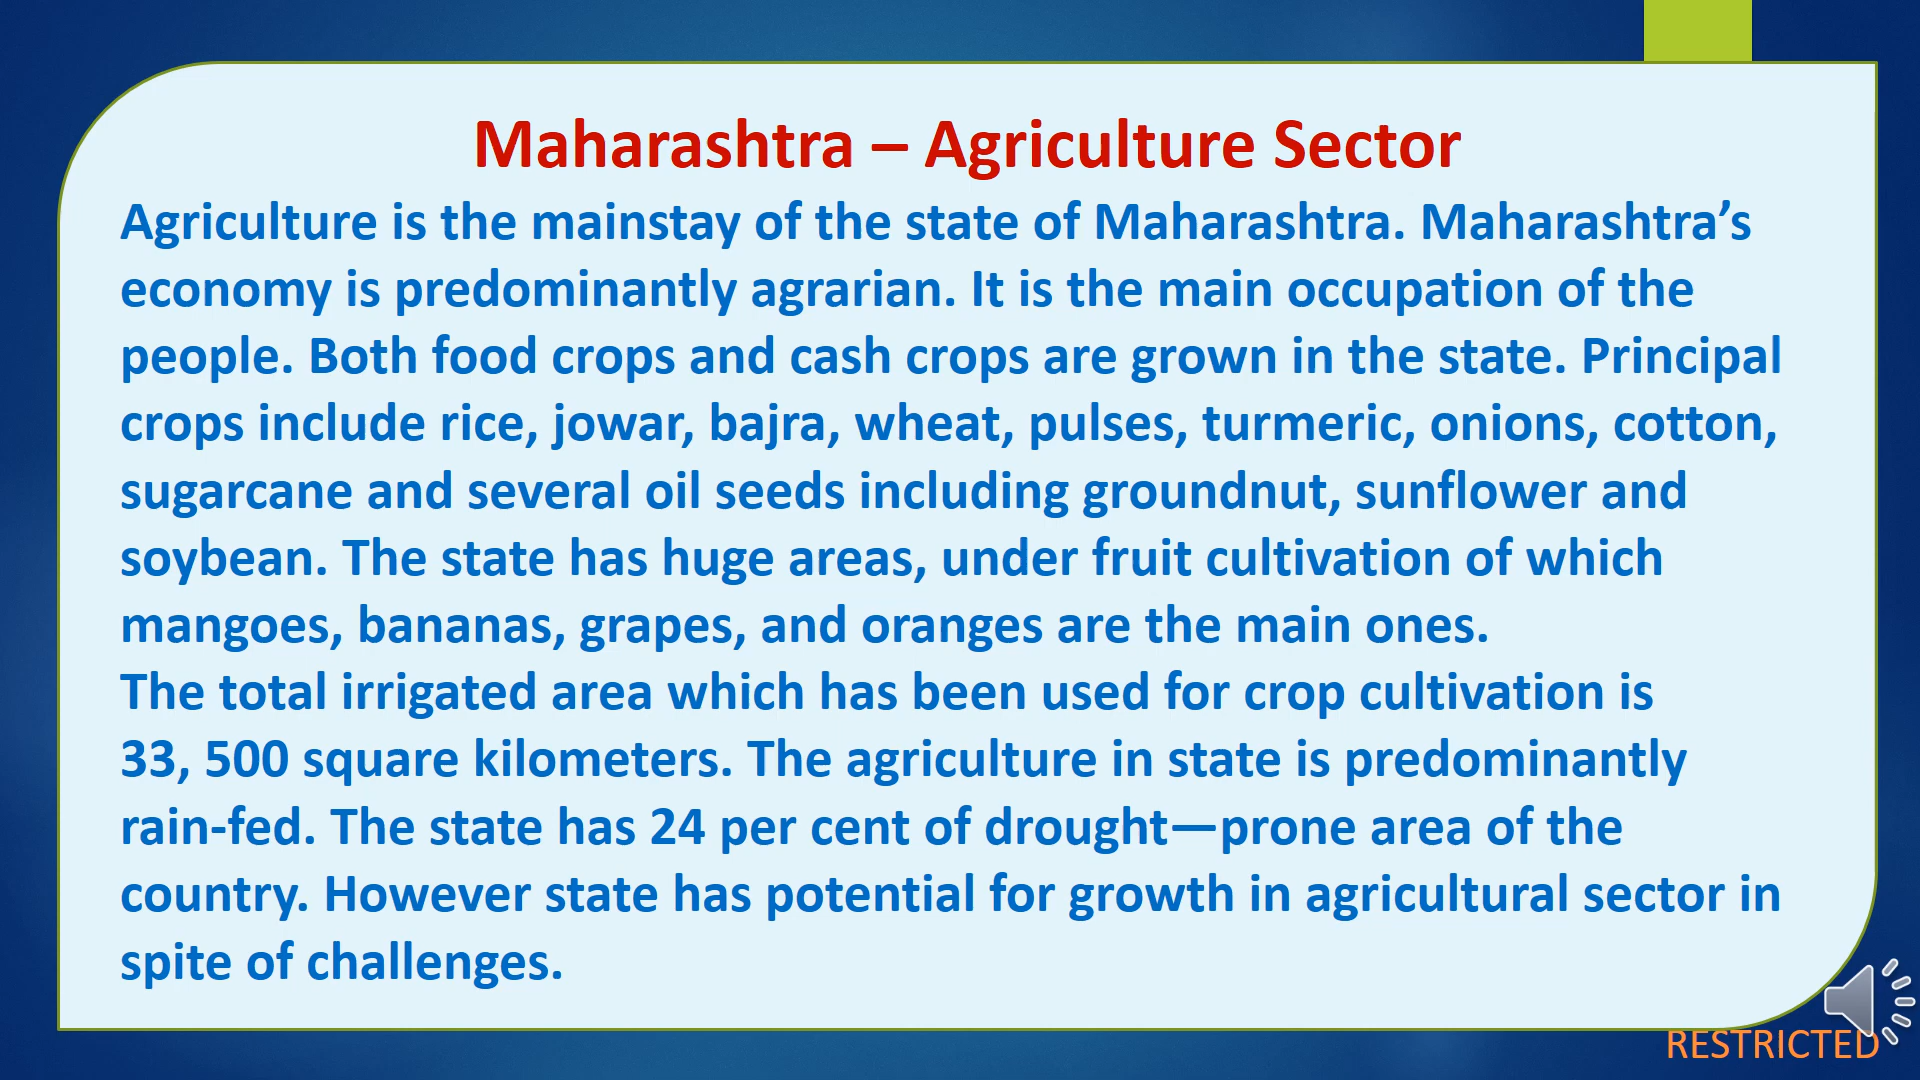 Maharashtra – Agriculture Sector
Agriculture is the mainstay of the state of Maharashtra. Maharashtra’s
economy is predominantly agrarian. It is the main occupation of the
people. Both food crops and cash crops are grown in the state. Principal
crops include rice, jowar, bajra, wheat, pulses, turmeric, onions, cotton,
sugarcane and several oil seeds including groundnut, sunflower and
soybean. The state has huge areas, under fruit cultivation of which
mangoes, bananas, grapes, and oranges are the main ones.
The total irrigated area which has been used for crop cultivation is
33, 500 square kilometers. The agriculture in state is predominantly
rain-fed. The state has 24 per cent of drought—prone area of the
country. However state has potential for growth in agricultural sector in
spite of challenges.
RESTRICTED